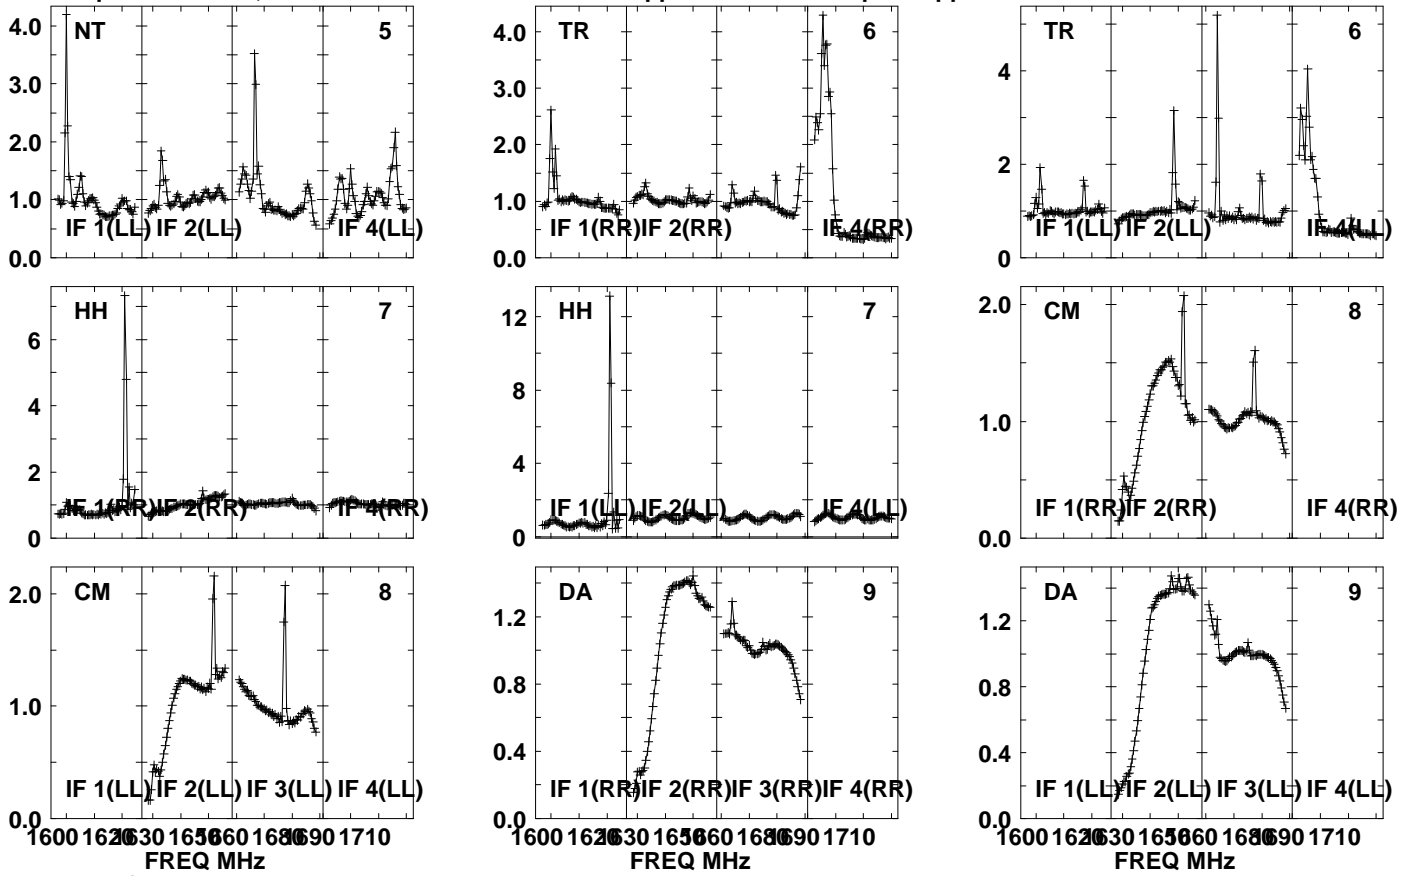 NT 5
4.0
3.0
2.0
1.0
0.0
IF 1(LL) IF 2(LL) IF 4(LL)
TR 6
4.0
3.0
2.0
1.0
0.0
IF 1(RR) IF 2(RR) IF 4(RR)
TR 6
4
2
0
IF 1(LL) IF 2(LL) IF 4(LL)
HH 7
6
4
2
0
IF 1(RR) IF 2(RR) IF 4(RR)
HH 7
12
8
4
0
IF 1(LL) IF 2(LL) IF 4(LL)
CM 8
2.0
1.0
0.0
IF 1(RR) IF 2(RR) IF 4(RR)
CM 8
2.0
1.0
0.0
IF 1(LL) IF 2(LL) IF 3(LL) IF 4(LL)
1600 1620 1630 1650 1660 1680 1690 1710
FREQ MHz
DA 9
1.2
0.8
0.4
0.0
IF 1(RR) IF 2(RR) IF 3(RR) IF 4(RR)
1600 1620 1630 1650 1660 1680 1690 1710
FREQ MHz
DA 9
1.2
0.8
0.4
0.0
IF 1(LL) IF 2(LL) IF 3(LL) IF 4(LL)
1600 1620 1630 1650 1660 1680 1690 1710
FREQ MHz